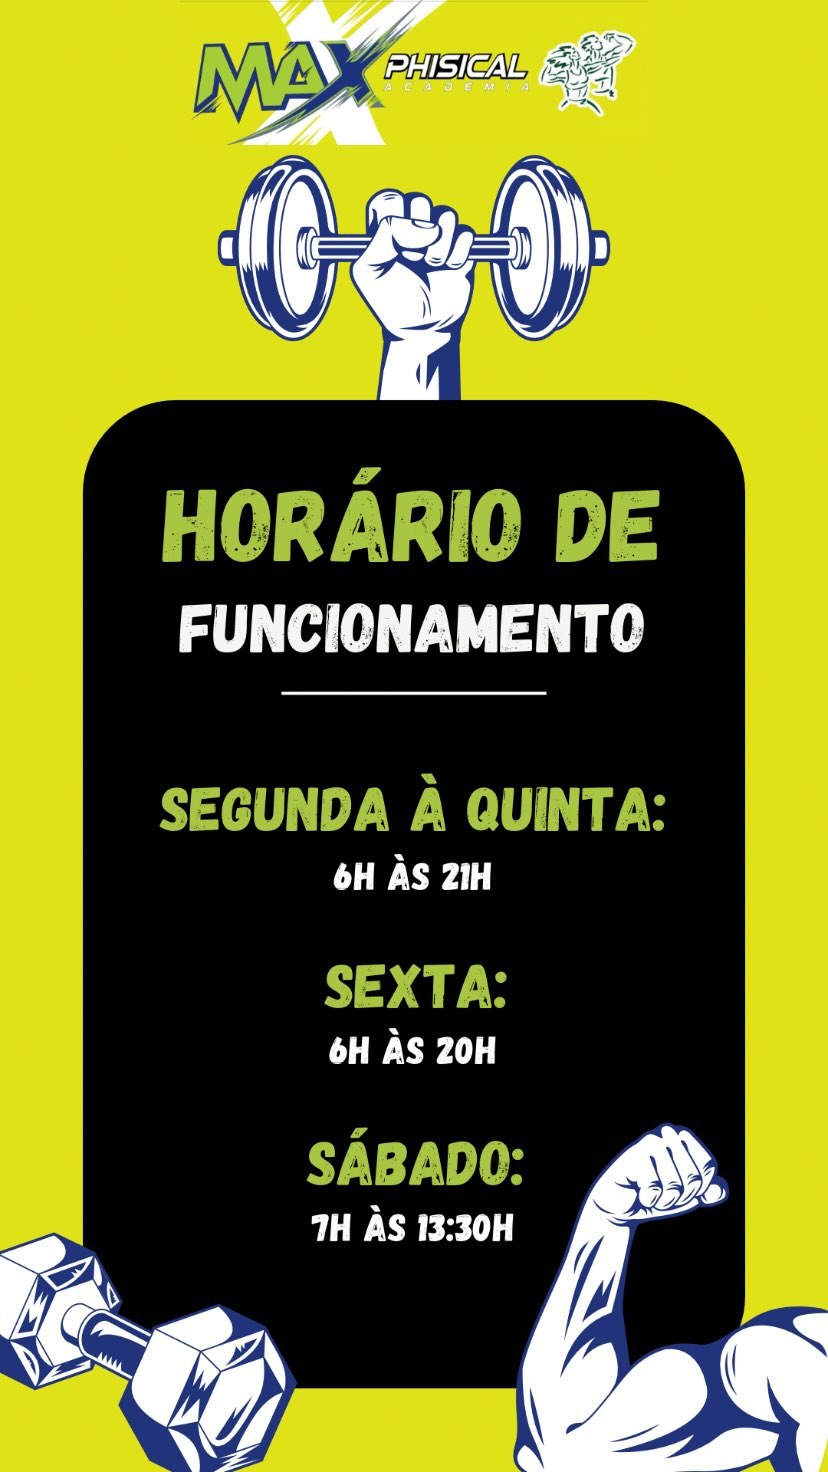 MAX PHISICAL
ACADEMIA
HORÁRIO DE
FUNCIONAMENTO
SEGUNDA À QUINTA:
6H ÀS 21H
SEXTA:
6H ÀS 20H
SÁBADO:
7H ÀS 13:30H